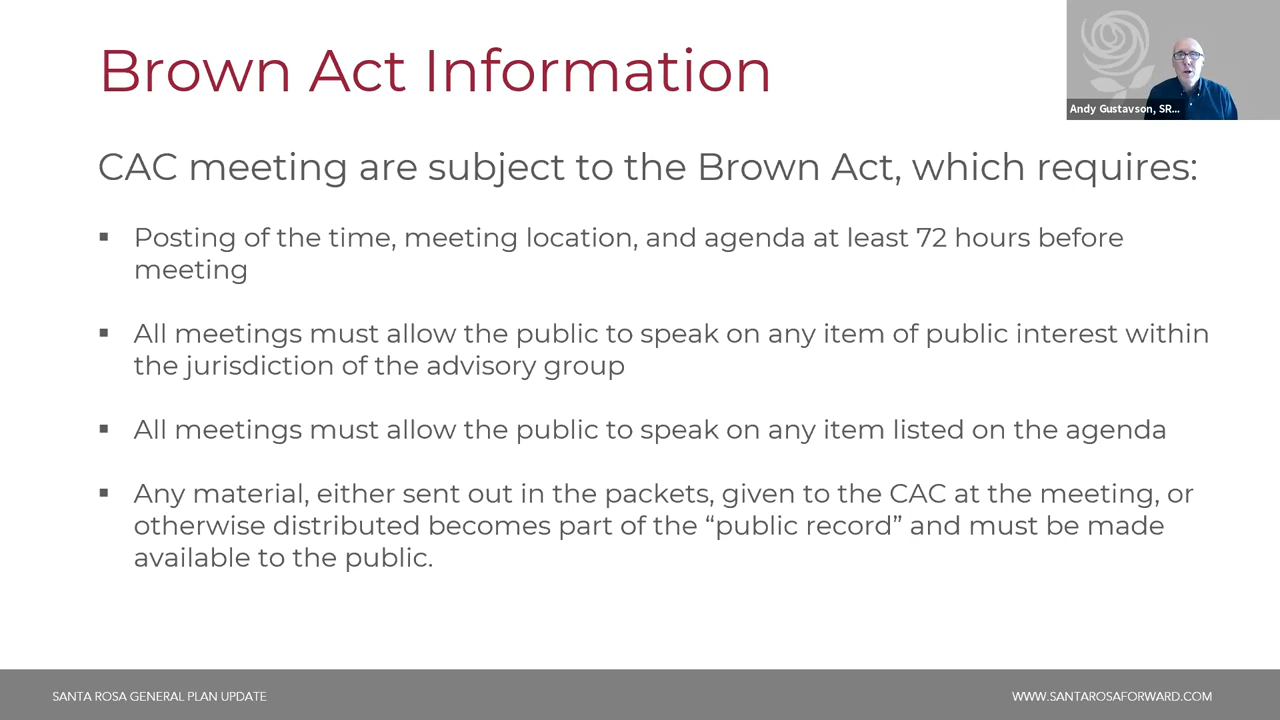 Brown Act Information
Andy Gustavson, SR...
CAC meeting are subject to the Brown Act, which requires:
▪ Posting of the time, meeting location, and agenda at least 72 hours before
meeting
▪ All meetings must allow the public to speak on any item of public interest within
the jurisdiction of the advisory group
▪ All meetings must allow the public to speak on any item listed on the agenda
▪ Any material, either sent out in the packets, given to the CAC at the meeting, or
otherwise distributed becomes part of the “public record” and must be made
available to the public.
SANTA ROSA GENERAL PLAN UPDATE
WWW.SANTAROSAFORWARD.COM